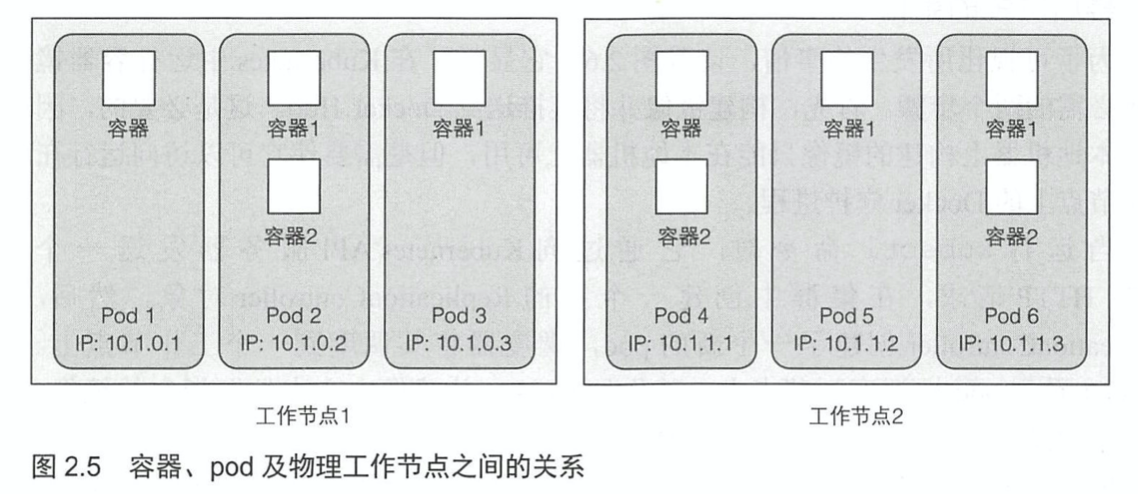 容器 容器1 容器1 容器 容器1 容器1
容器2 容器2 容器2
Pod 1 Pod 2 Pod 3 Pod 4 Pod 5 Pod 6
IP: 10.1.0.1 IP: 10.1.0.2 IP: 10.1.0.3 IP: 10.1.1.1 IP: 10.1.1.2 IP: 10.1.1.3
工作节点1 工作节点2
图 2.5 容器、pod 及物理工作节点之间的关系